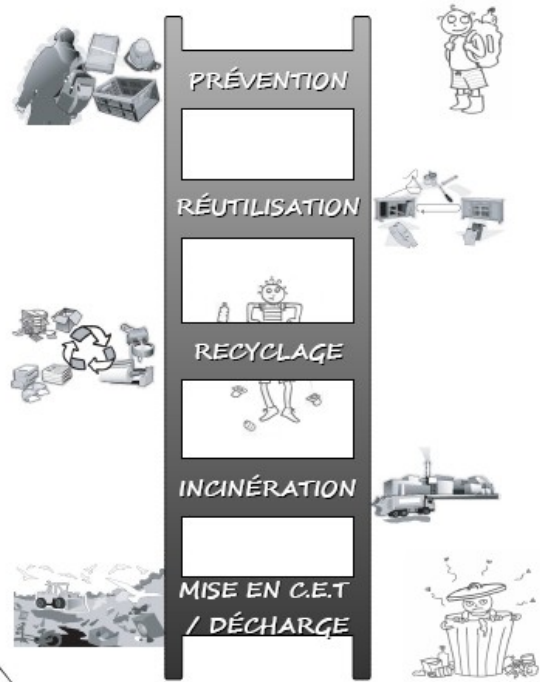 PRÉVENTION
RÉUTILISATION
RECYCLAGE
INCINÉRATION
MISE EN C.E.T
/ DÉCHARGE